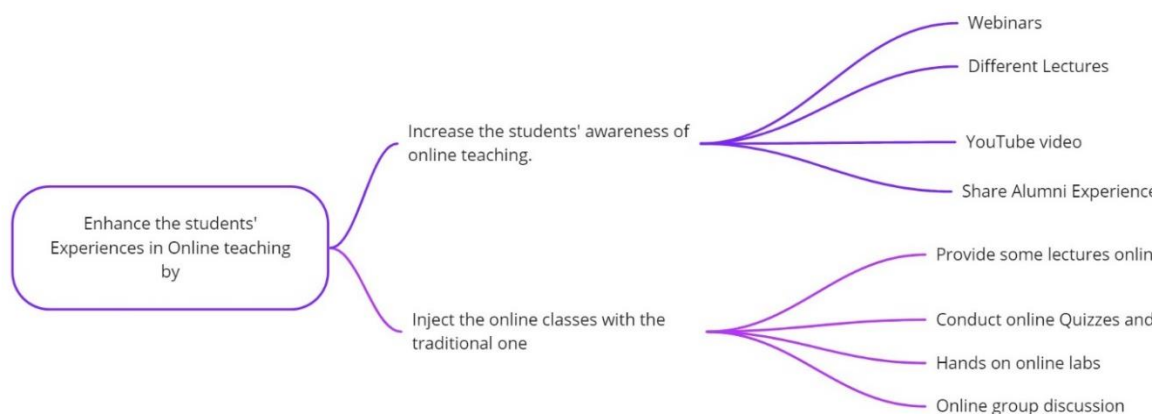 Enhance the students'
Experiences in Online teaching
by
Increase the students' awareness of
online teaching.
Webinars
Different Lectures
YouTube video
Share Alumni Experience
Inject the online classes with the
traditional one
Provide some lectures onlin
Conduct online Quizzes and
Hands on online labs
Online group discussion